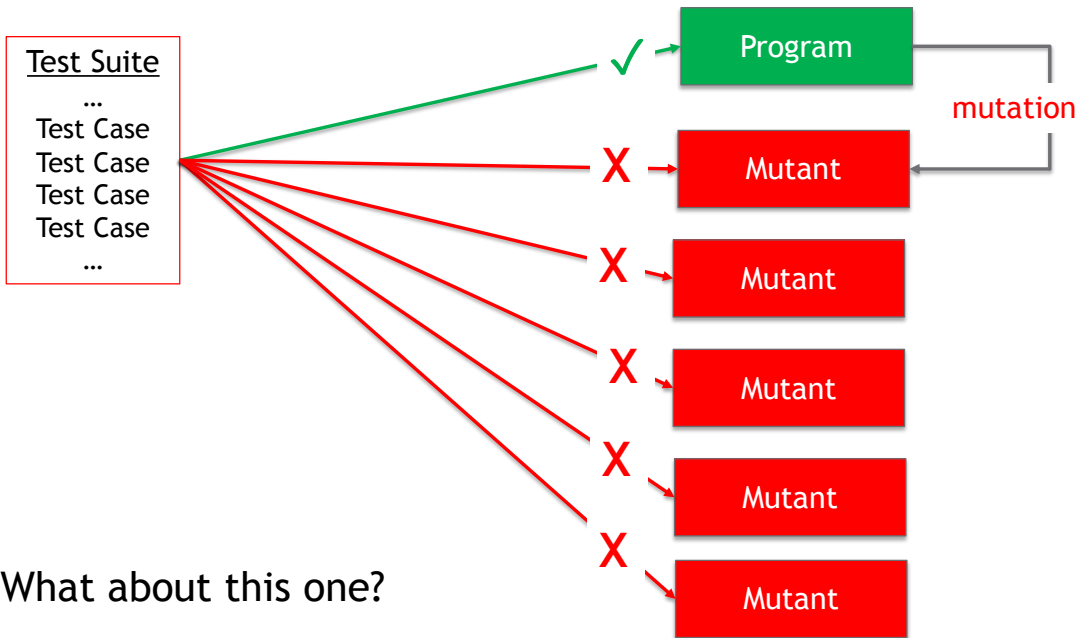 Test Suite
…
Test Case
Test Case
Test Case
Test Case
…
✓
Program
mutation
X
Mutant
X
Mutant
X
Mutant
X
Mutant
X
Mutant
What about this one?